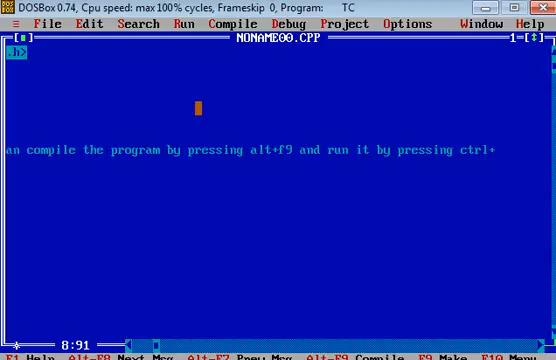 DOSBox 0.74, Cpu speed: max 100% cycles, Frameskip 0, Program: TC
≡ File Edit Search Run Compile Debug Project Options Window Help
[■] NONAME00.CPP 1=[↕]
.h>
an compile the program by pressing alt+f9 and run it by pressing ctrl+
8:91
F1 Help Alt-F8 Next Msg Alt-F7 Prev Msg Alt-F9 Compile F9 Make F10 Menu